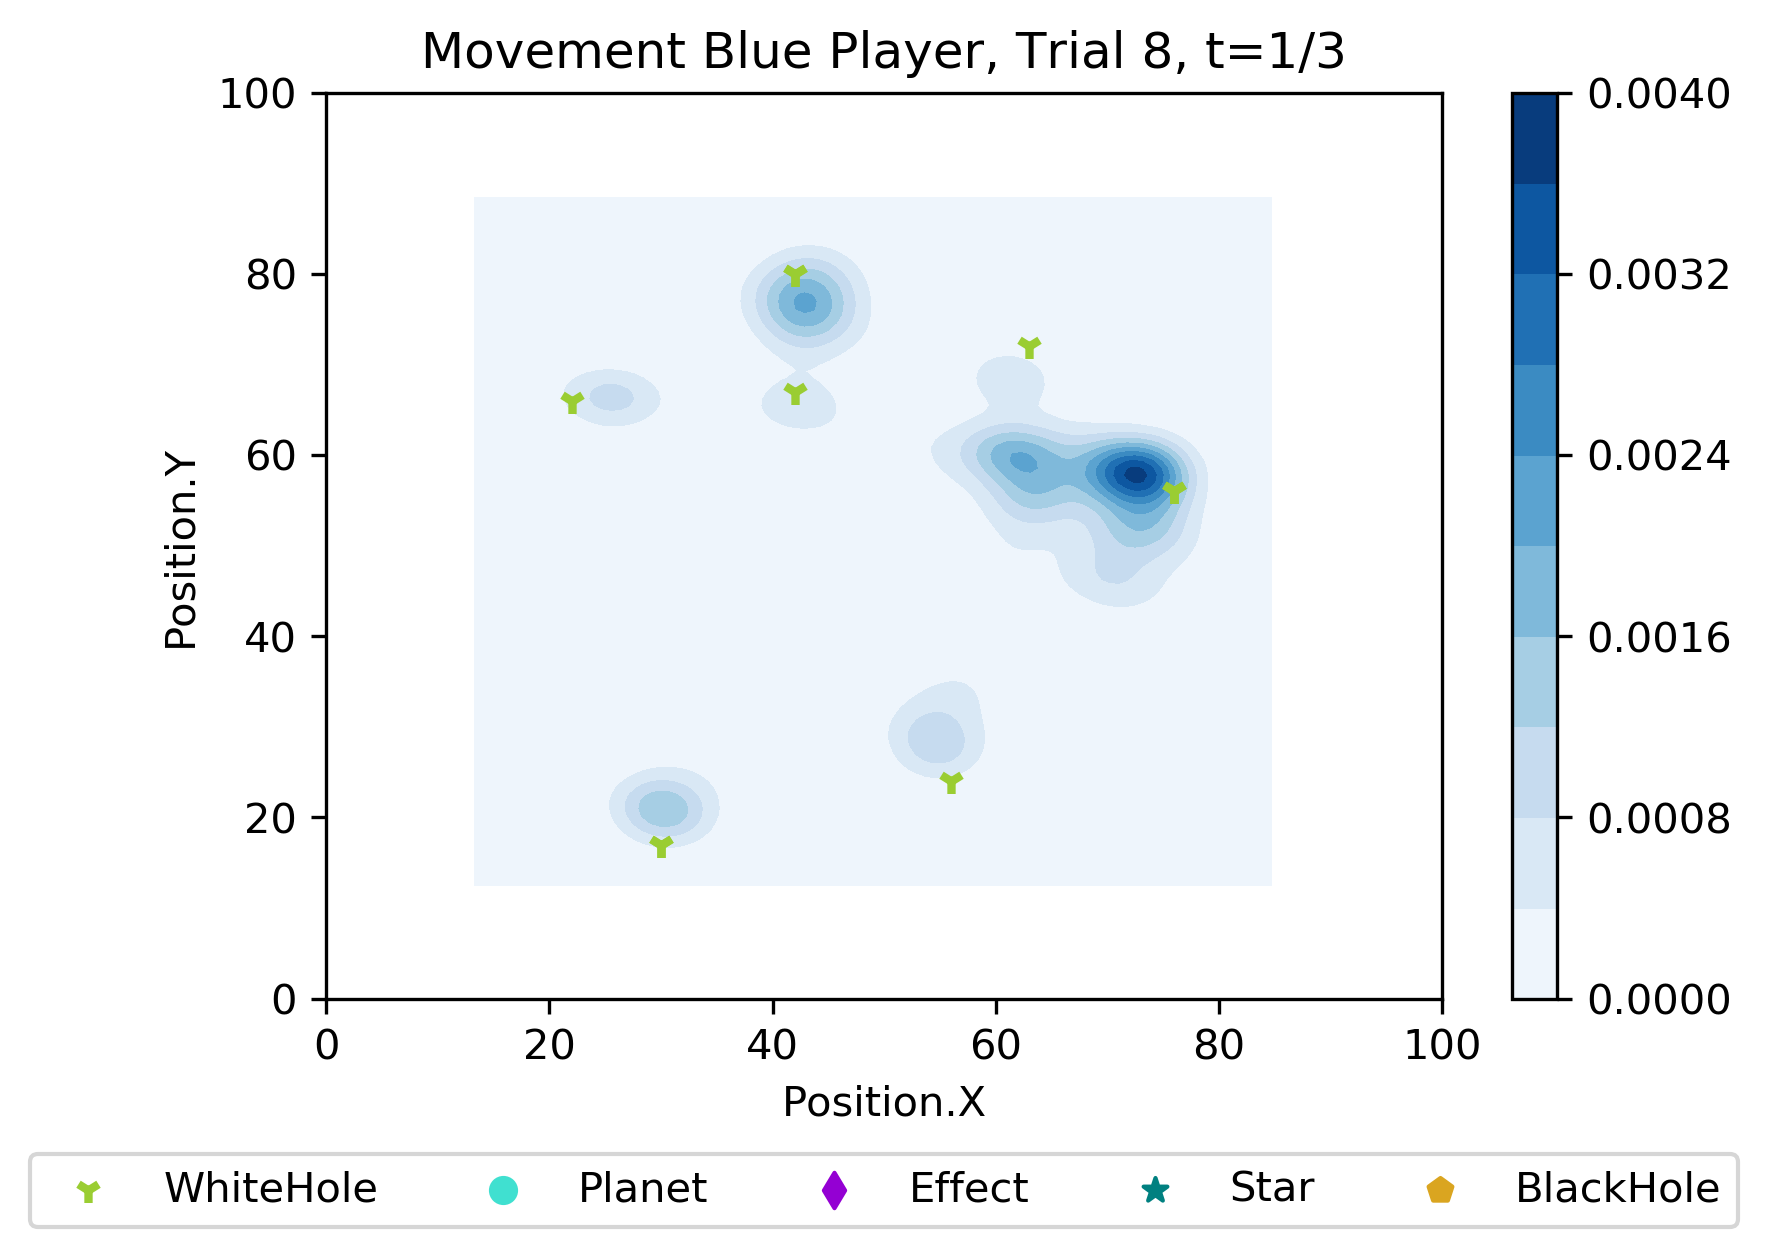 Movement Blue Player, Trial 8, t=1/3
100
80
60
40
20
0
Position.Y
0 20 40 60 80 100
Position.X
0.0040
0.0032
0.0024
0.0016
0.0008
0.0000
WhiteHole Planet Effect Star BlackHole